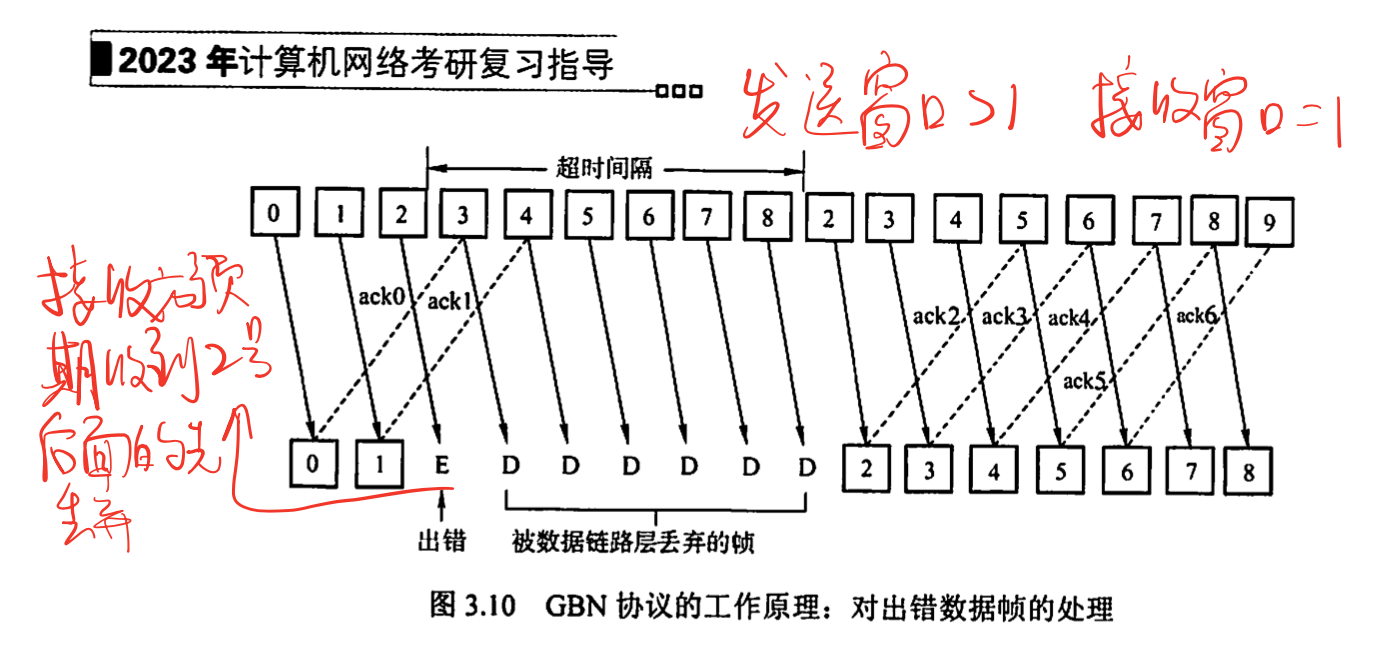 2023 年计算机网络考研复习指导
发送窗口>1 接收窗口=1
超时间隔
0 1 2 3 4 5 6 7 8 2 3 4 5 6 7 8 9
接收方预
期收到2号
后面的先
丢弃
ack0 ack1 ack2 ack3 ack4 ack6
ack5
0 1 E D D D D D D 2 3 4 5 6 7 8
出错 被数据链路层丢弃的帧
图 3.10 GBN 协议的工作原理：对出错数据帧的处理